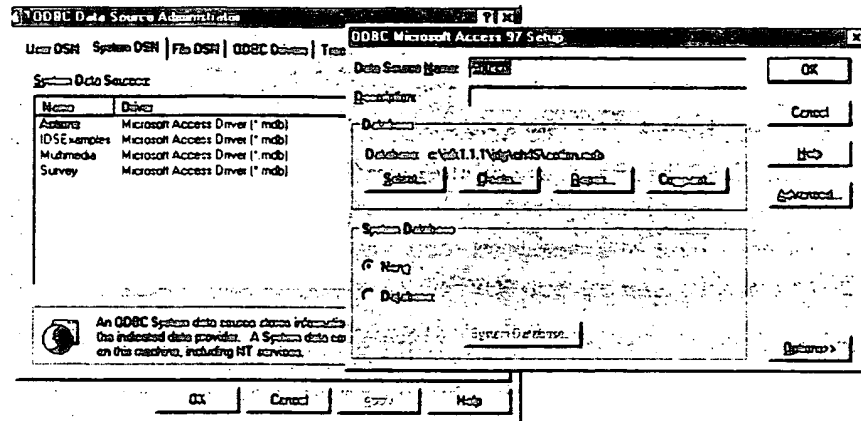 ODBC Data Source Administrator
User DSN System DSN File DSN ODBC Drivers
System Data Sources:
Name Driver
Actions Microsoft Access Driver (*.mdb)
IDSExamples Microsoft Access Driver (*.mdb)
Multimedia Microsoft Access Driver (*.mdb)
Survey Microsoft Access Driver (*.mdb)
An ODBC System data source stores
the indicated data provider. A System data
on this machine, including NT services.
OK Cancel Apply Help
ODBC Microsoft Access 97 Setup
Data Source Name:
Description:
OK
Cancel
Help
Advanced...
Database
Database:
Select... Create... Repair... Compact...
System Database
None
Database:
System Database...
Options>>